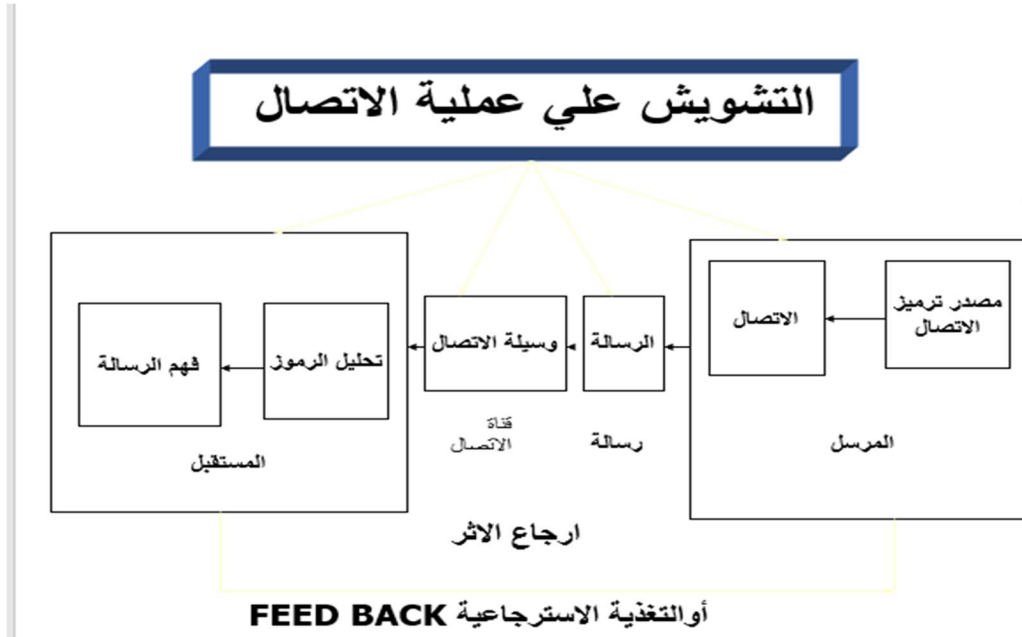 التشويش علي عملية الاتصال
مصدر ترميز
الاتصال
الاتصال
المرسل
الرسالة
رسالة
وسيلة الاتصال
قناة
الاتصال
تحليل الرموز
فهم الرسالة
المستقبل
ارجاع الاثر
أوالتغذية الاسترجاعية FEED BACK